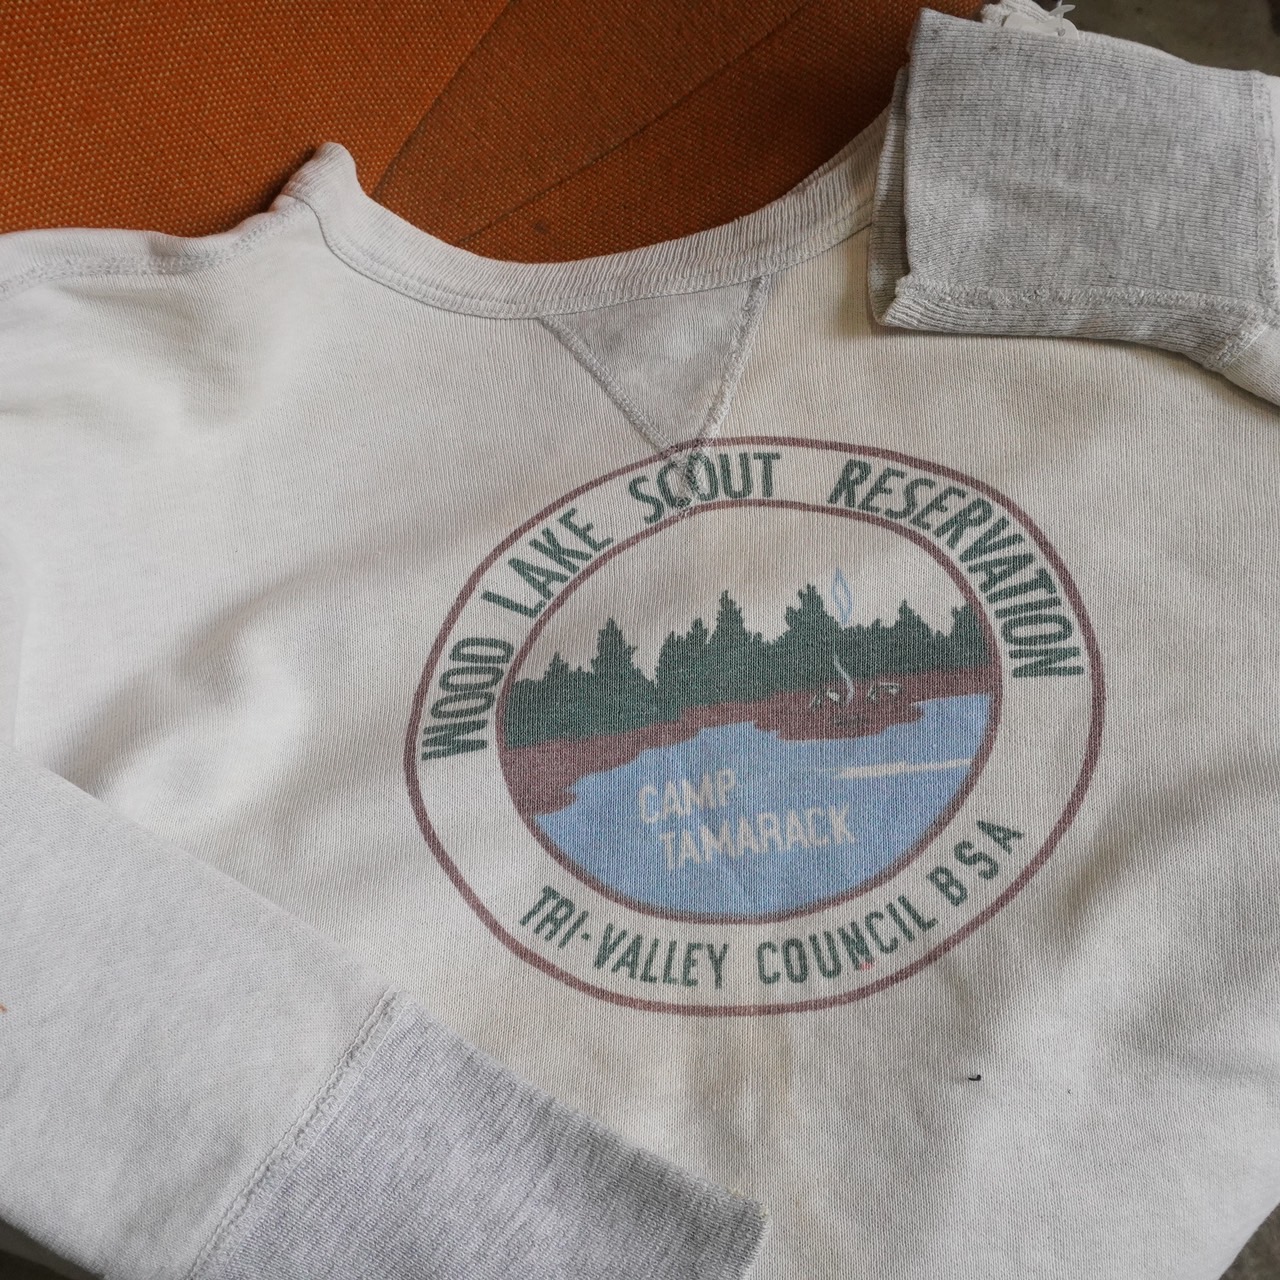 WOOD LAKE SCOUT RESERVATION
CAMP
TAMARACK
TRI-VALLEY COUNCIL BSA